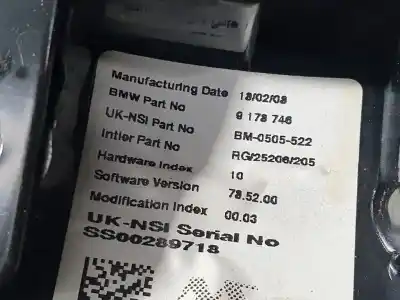 Manufacturing Date 18/02/08
BMW Part No 9 178 746
UK-NSI Part No BM-0505-522
Intier Part No RG/25206/205
Hardware Index 10
Software Version 78.52.00
Modification Index 00.03
UK-NSI Serial No
SS00289718